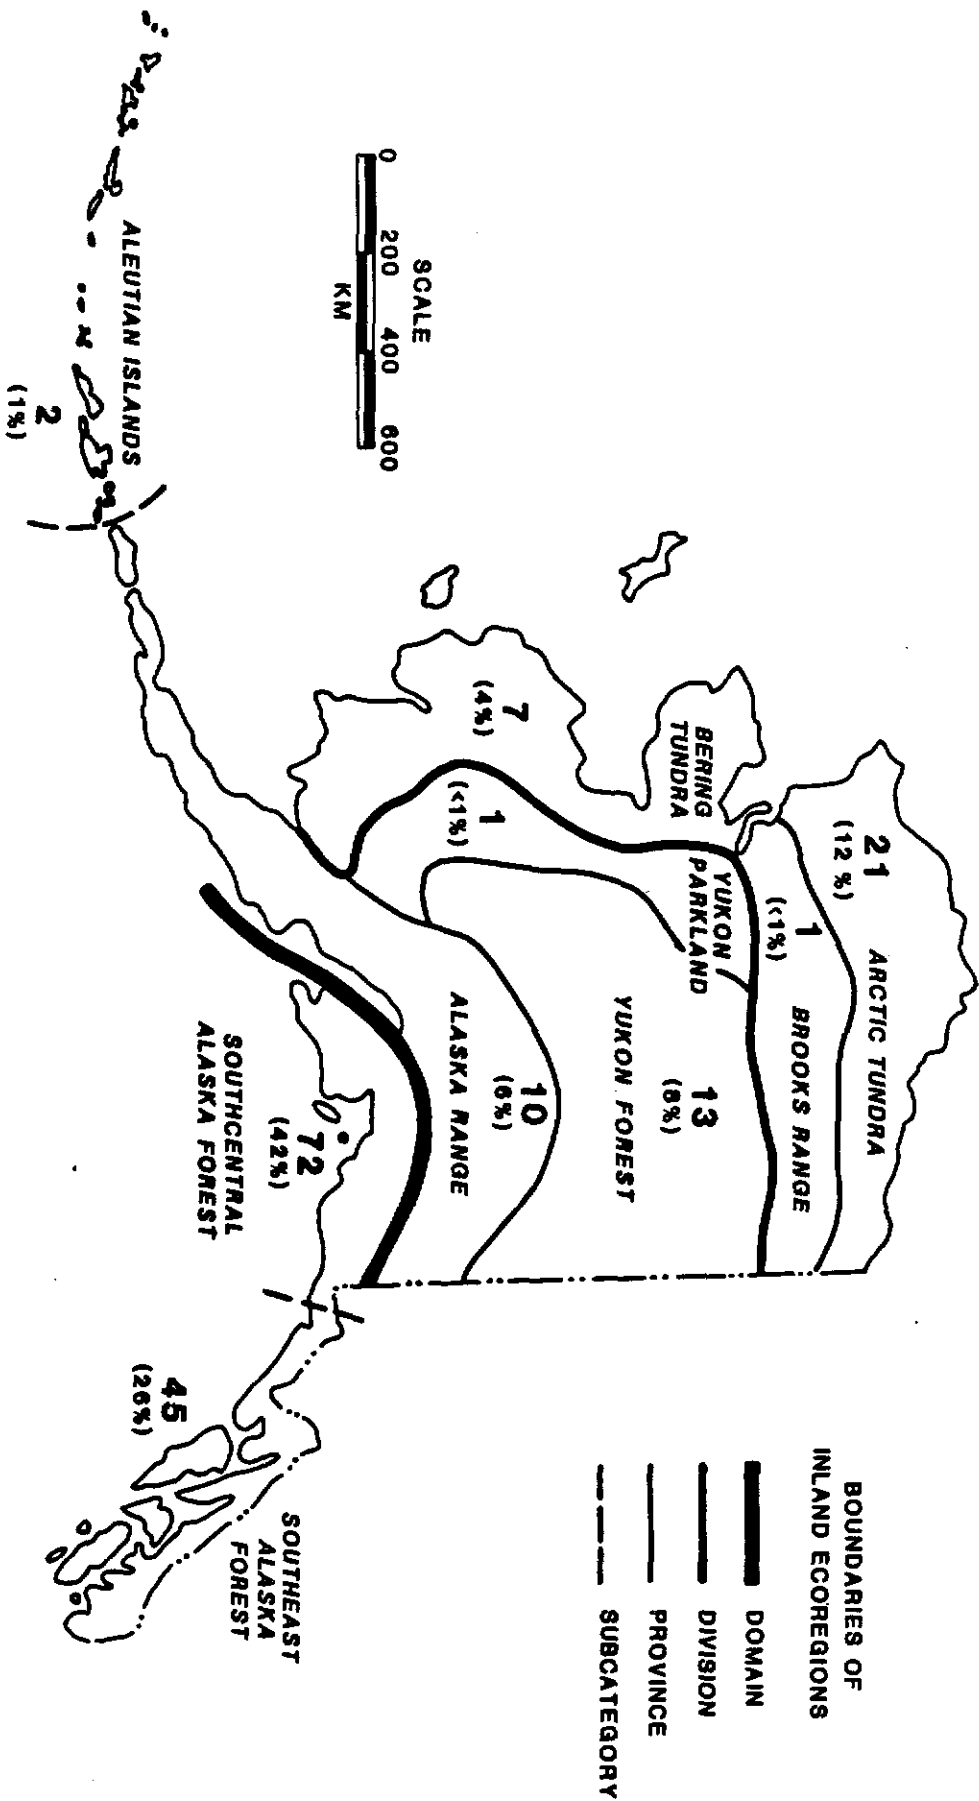 21
(12 %)
ARCTIC TUNDRA
1
(<1%)
BROOKS RANGE
BERING
TUNDRA
YUKON
PARKLAND
13
(8%)
YUKON FOREST
7
(4%)
1
(<1%)
10
(6%)
ALASKA RANGE
SCALE
0 200 400 600
KM
ALEUTIAN ISLANDS
2
(1%)
72
(42%)
SOUTHCENTRAL
ALASKA FOREST
45
(26%)
SOUTHEAST
ALASKA
FOREST
BOUNDARIES OF
INLAND ECOREGIONS
DOMAIN
DIVISION
PROVINCE
SUBCATEGORY